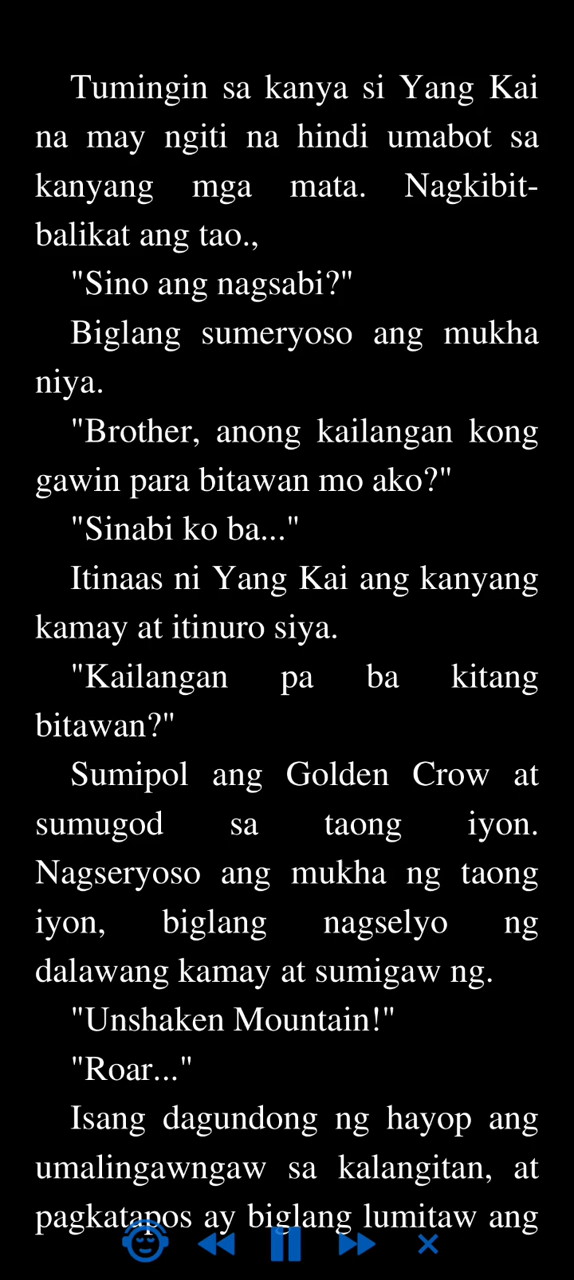 Tumingin sa kanya si Yang Kai
na may ngiti na hindi umabot sa
kanyang mga mata. Nagkibit-
balikat ang tao.,
"Sino ang nagsabi?"
Biglang sumeryoso ang mukha
niya.
"Brother, anong kailangan kong
gawin para bitawan mo ako?"
"Sinabi ko ba..."
Itinaas ni Yang Kai ang kanyang
kamay at itinuro siya.
"Kailangan pa ba kitang
bitawan?"
Sumipol ang Golden Crow at
sumugod sa taong iyon.
Nagseryoso ang mukha ng taong
iyon, biglang nagselyo ng
dalawang kamay at sumigaw ng.
"Unshaken Mountain!"
"Roar..."
Isang dagundong ng hayop ang
umalingawngaw sa kalangitan, at
pagkatapos ay biglang lumitaw ang